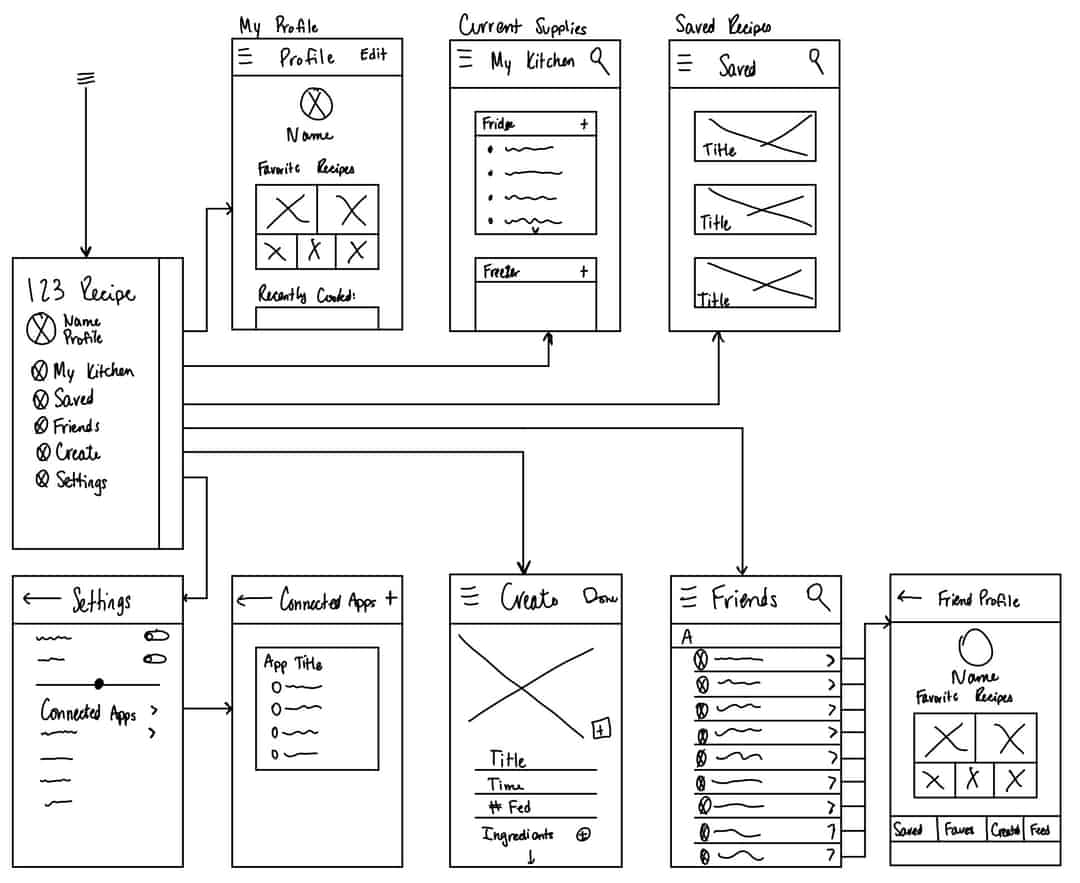 My Profile
Profile Edit
Name
Favorite Recipes
Recently Cooked:
Current Supplies
My Kitchen
Fridge +
Freezer +
Saved Recipes
Saved
Title
Title
Title
123 Recipe
Name
Profile
My Kitchen
Saved
Friends
Create
Settings
Settings
Connected Apps
Connected Apps +
App Title
Create Done
+
Title
Time
# Fed
Ingredients +
Friends
A
Friend Profile
Name
Favorite Recipes
Saved Faves Created Feed